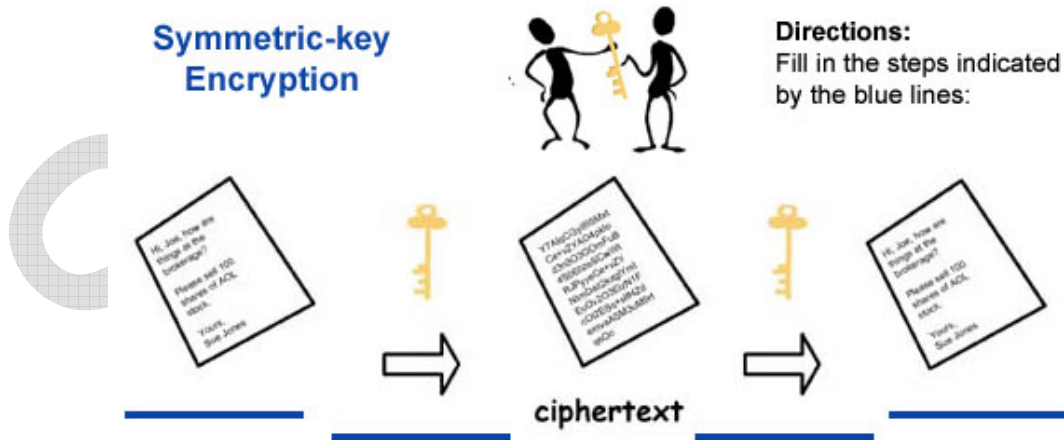 Symmetric-key
Encryption
Directions:
Fill in the steps indicated
by the blue lines:
Hi, Joe, how are
things at the
brokerage?
Please sell 100
shares of AOL
stock.
Yours,
Sue Jones
Hi, Joe, how are
things at the
brokerage?
Please sell 100
shares of AOL
stock.
Yours,
Sue Jones
ciphertext